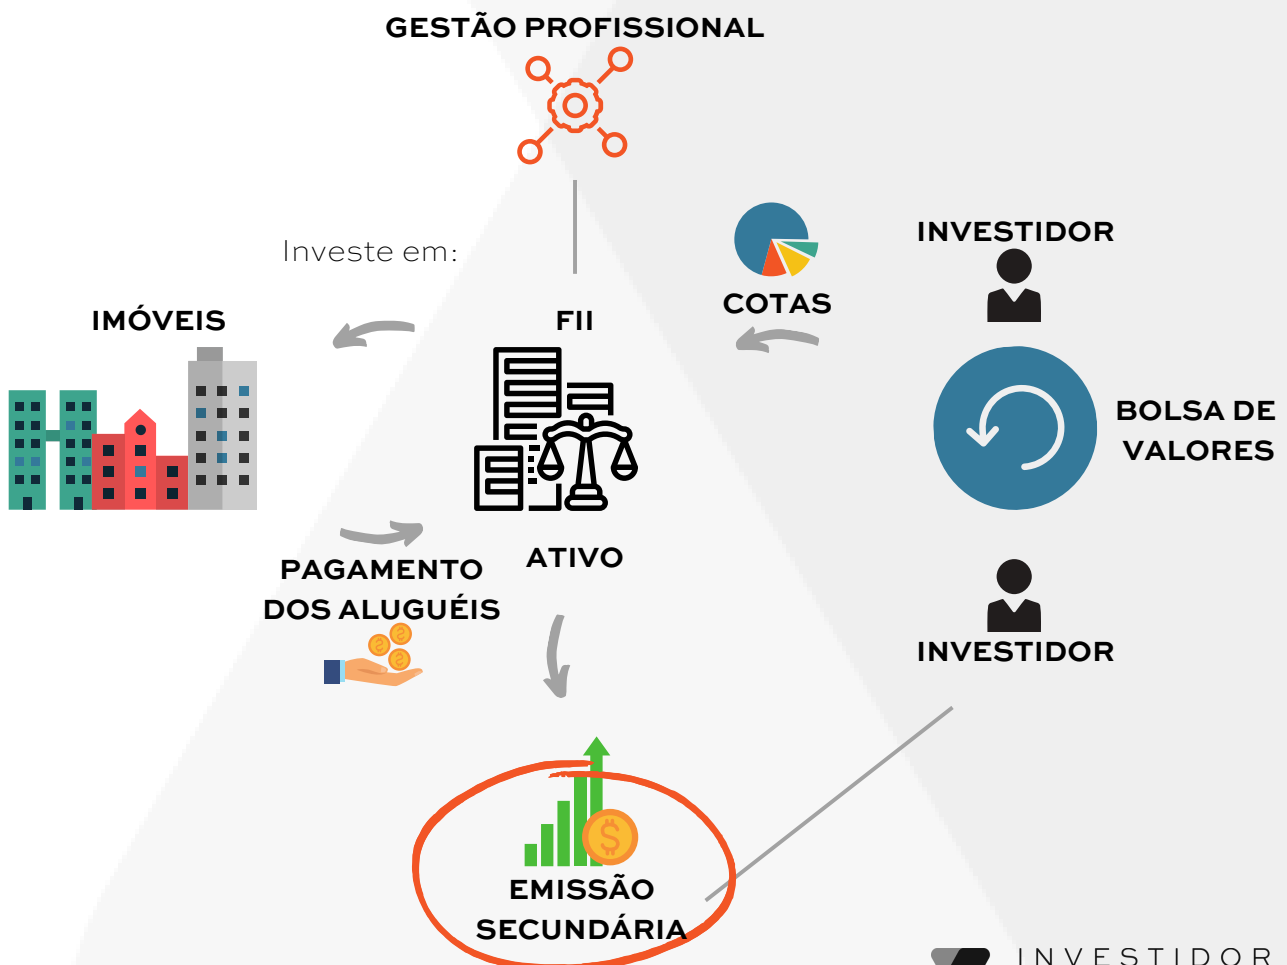 GESTÃO PROFISSIONAL
Investe em:
INVESTIDOR
COTAS
IMÓVEIS
FII
BOLSA DE
VALORES
ATIVO
PAGAMENTO
DOS ALUGUÉIS
INVESTIDOR
EMISSÃO
SECUNDÁRIA
INVESTIDOR